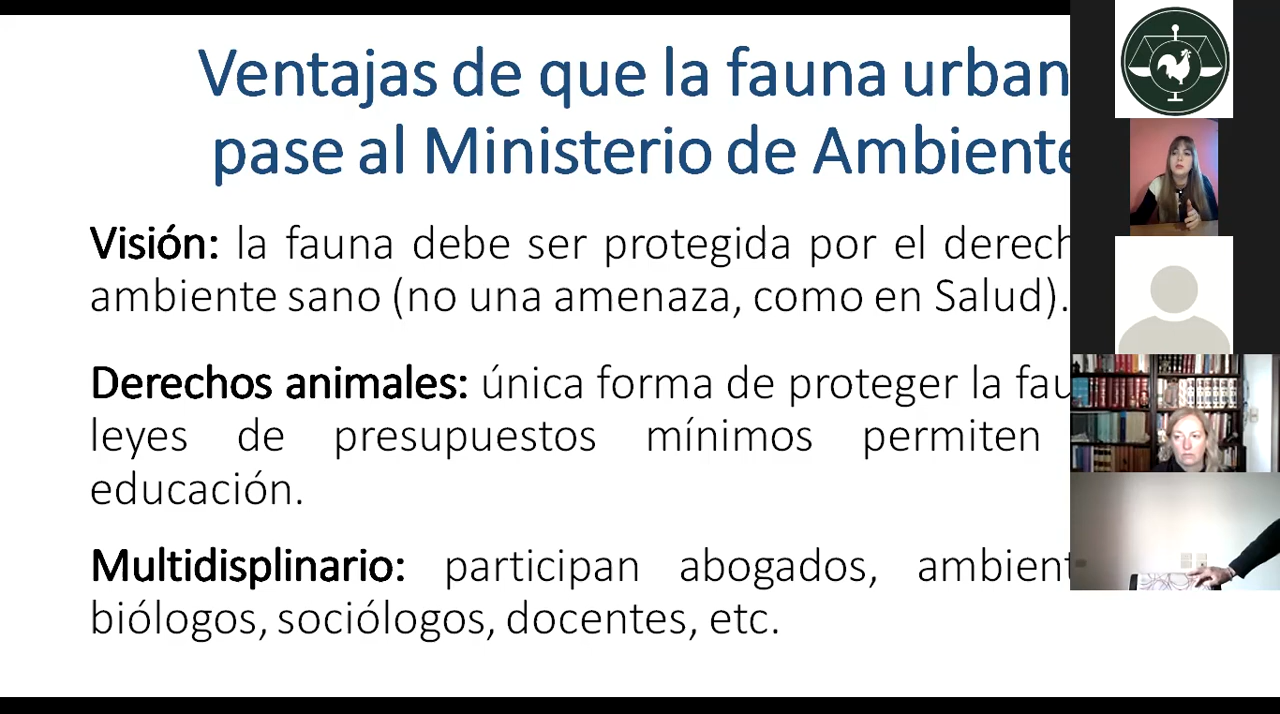 Ventajas de que la fauna urban
pase al Ministerio de Ambiente
Visión: la fauna debe ser protegida por el derech
ambiente sano (no una amenaza, como en Salud).
Derechos animales: única forma de proteger la fau
leyes de presupuestos mínimos permiten
educación.
Multidisplinario: participan abogados, ambient
biólogos, sociólogos, docentes, etc.